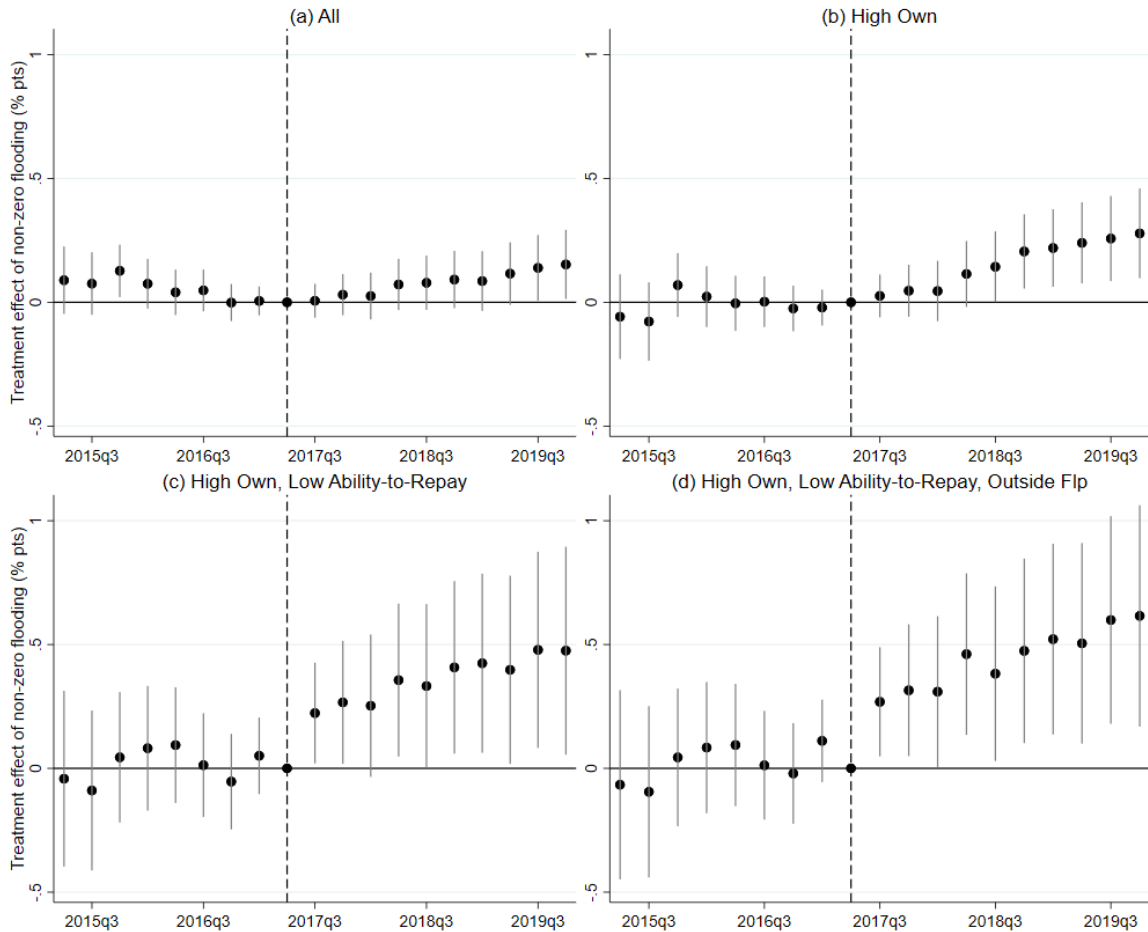 (a) All
(b) High Own
Treatment effect of non-zero flooding (% pts)
1
.5
0
-.5
2015q3 2016q3 2017q3 2018q3 2019q3
1
.5
0
-.5
2015q3 2016q3 2017q3 2018q3 2019q3
(c) High Own, Low Ability-to-Repay
(d) High Own, Low Ability-to-Repay, Outside Flp
Treatment effect of non-zero flooding (% pts)
1
.5
0
-.5
2015q3 2016q3 2017q3 2018q3 2019q3
1
.5
0
-.5
2015q3 2016q3 2017q3 2018q3 2019q3